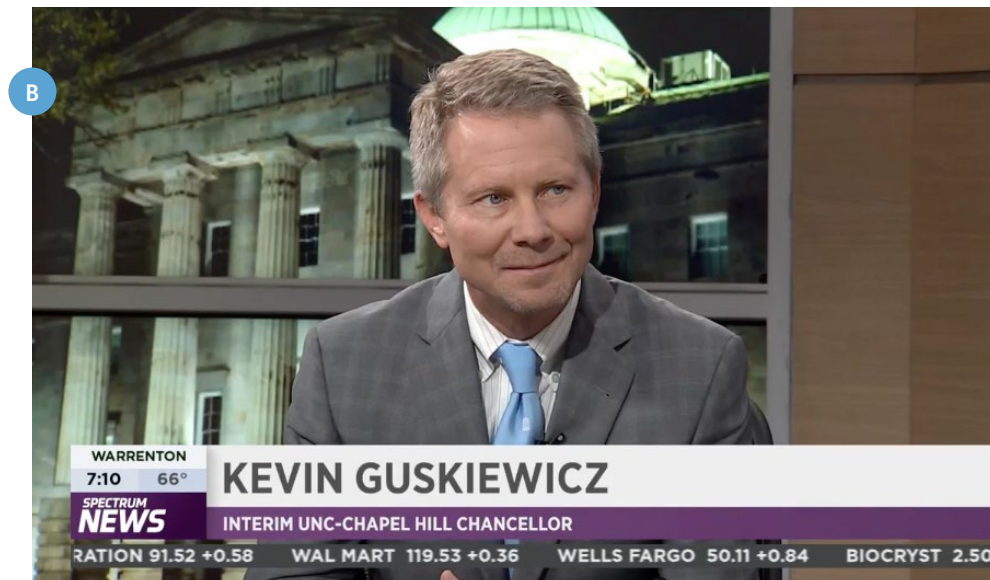 B
WARRENTON
7:10 66°
SPECTRUM
NEWS
KEVIN GUSKIEWICZ
INTERIM UNC-CHAPEL HILL CHANCELLOR
RATION 91.52 +0.58 WAL MART 119.53 +0.36 WELLS FARGO 50.11 +0.84 BIOCRYST 2.50